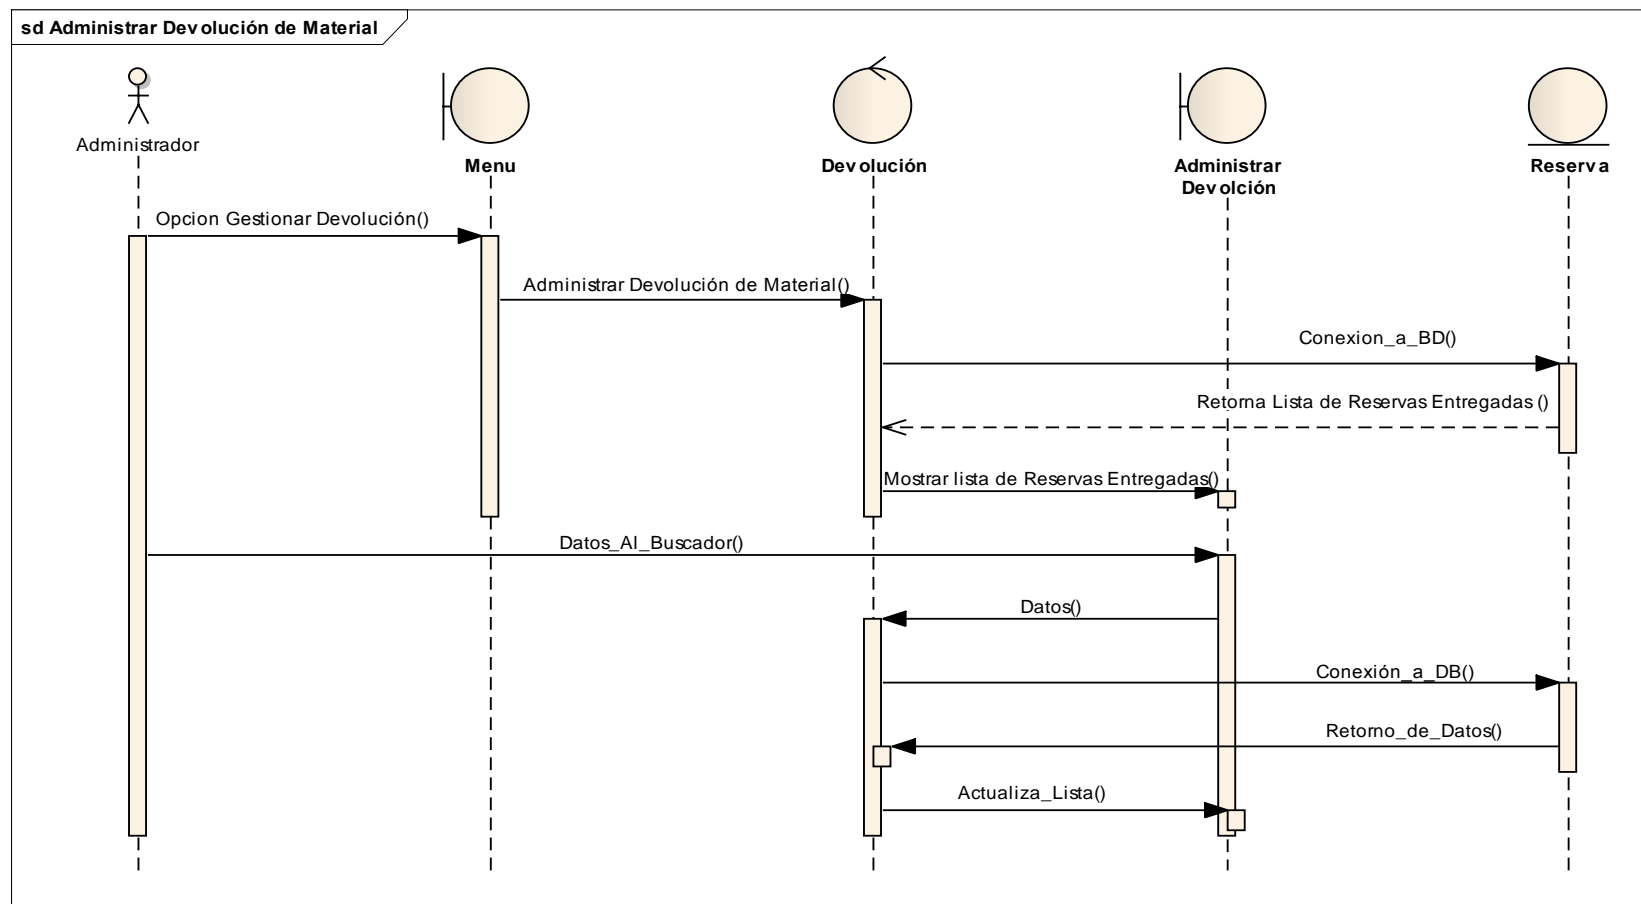 sd Administrar Devolución de Material
Administrador
Menu
Devolución
Administrar
Devolción
Reserva
Opcion Gestionar Devolución()
Administrar Devolución de Material()
Conexion_a_BD()
Retorna Lista de Reservas Entregadas ()
Mostrar lista de Reservas Entregadas()
Datos_Al_Buscador()
Datos()
Conexión_a_DB()
Retorno_de_Datos()
Actualiza_Lista()